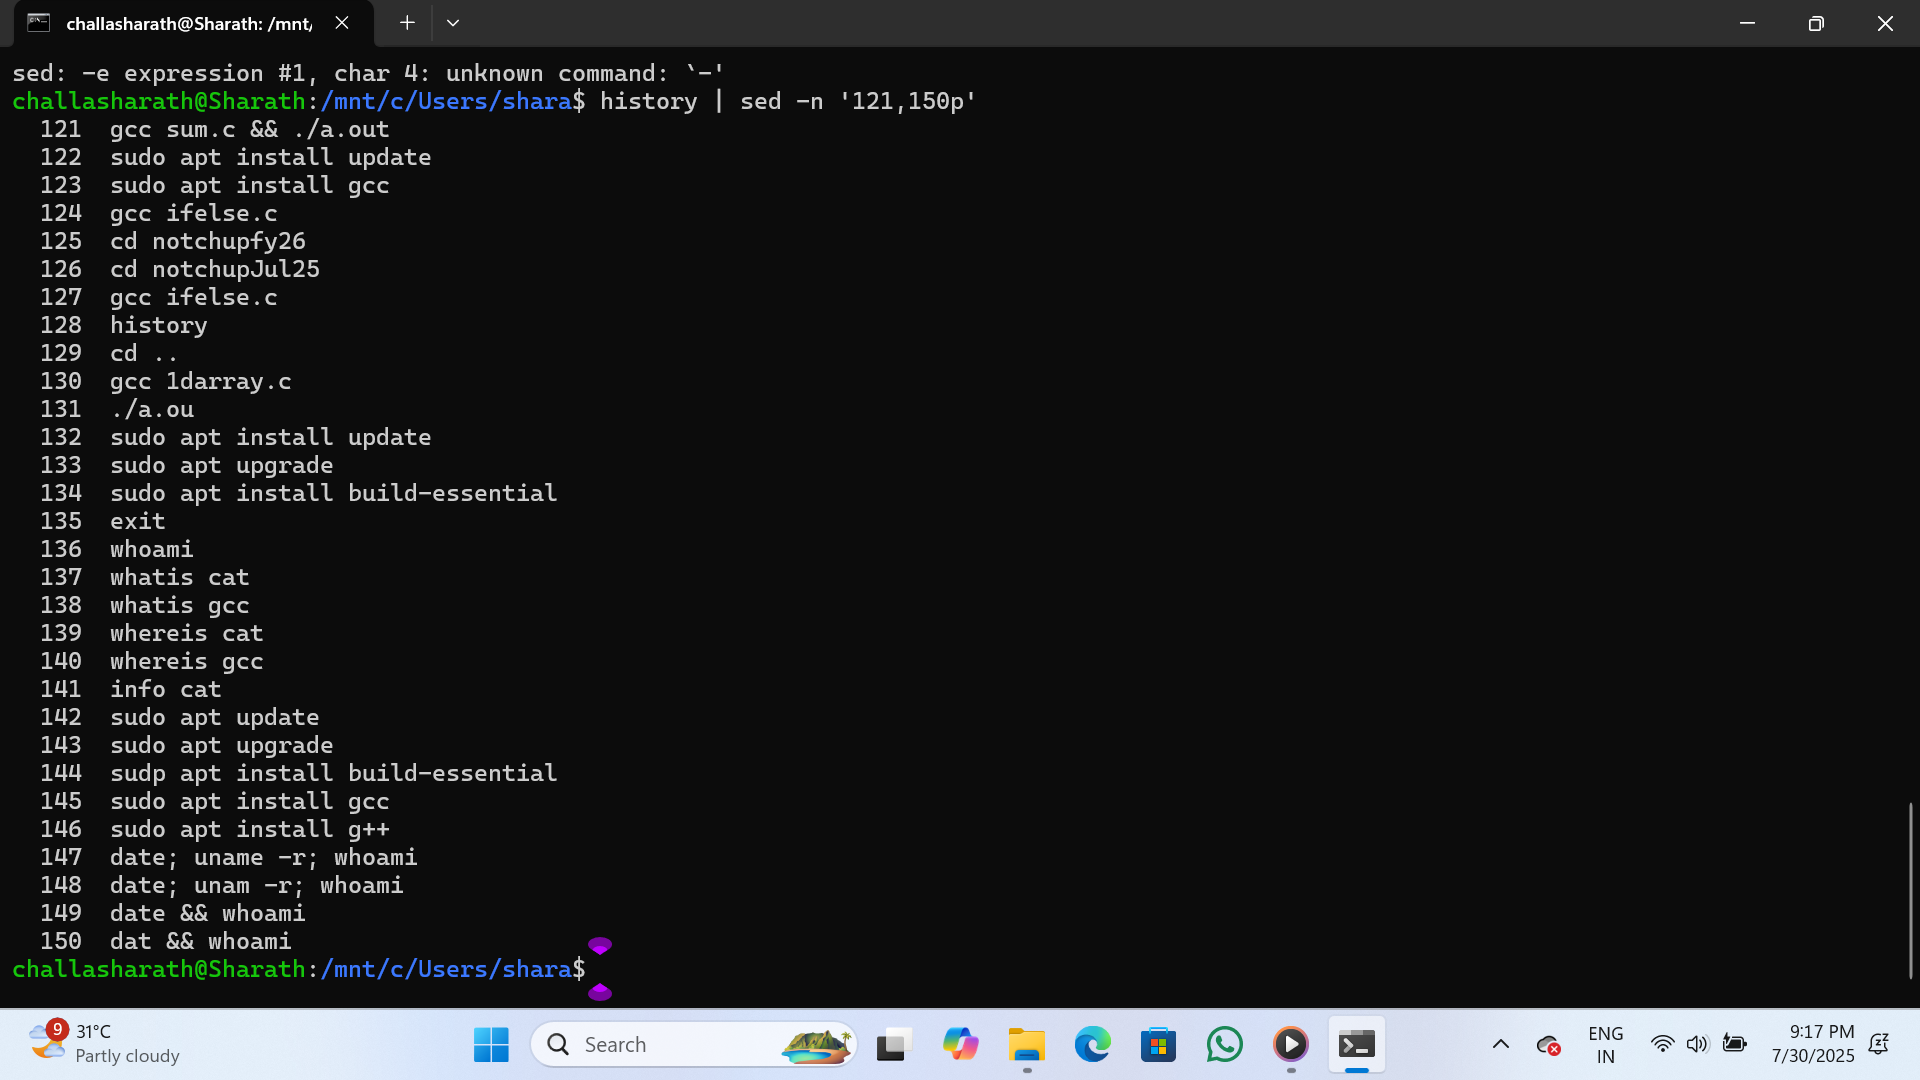 challasharath@Sharath: /mnt/
sed: -e expression #1, char 4: unknown command: `-'
challasharath@Sharath:/mnt/c/Users/shara$ history | sed -n '121,150p'
121 gcc sum.c && ./a.out
122 sudo apt install update
123 sudo apt install gcc
124 gcc ifelse.c
125 cd notchupfy26
126 cd notchupJul25
127 gcc ifelse.c
128 history
129 cd ..
130 gcc 1darray.c
131 ./a.ou
132 sudo apt install update
133 sudo apt upgrade
134 sudo apt install build-essential
135 exit
136 whoami
137 whatis cat
138 whatis gcc
139 whereis cat
140 whereis gcc
141 info cat
142 sudo apt update
143 sudo apt upgrade
144 sudp apt install build-essential
145 sudo apt install gcc
146 sudo apt install g++
147 date; uname -r; whoami
148 date; unam -r; whoami
149 date && whoami
150 dat && whoami
challasharath@Sharath:/mnt/c/Users/shara$
9 31°C
Partly cloudy
Search
ENG
IN
9:17 PM
7/30/2025